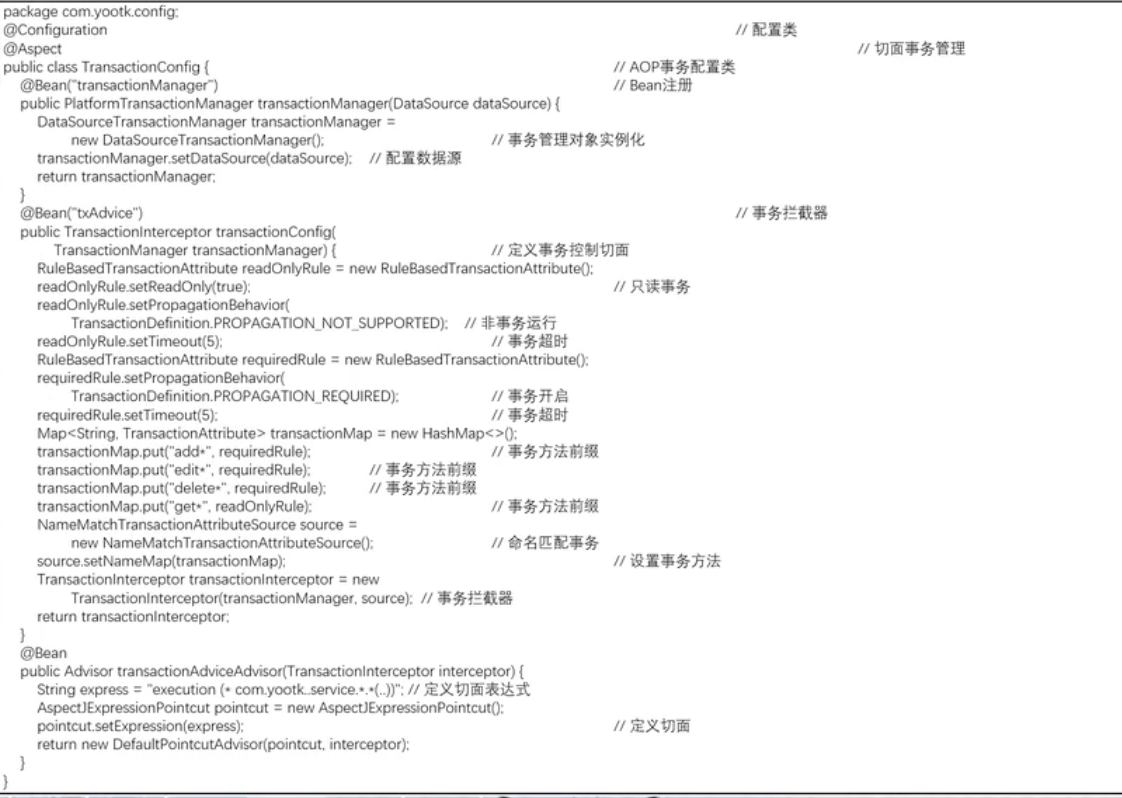 package com.yootk.config;
@Configuration // 配置类
@Aspect // 切面事务管理
public class TransactionConfig { // AOP事务配置类
@Bean("transactionManager") // Bean注册
public PlatformTransactionManager transactionManager(DataSource dataSource) {
DataSourceTransactionManager transactionManager =
new DataSourceTransactionManager(); // 事务管理对象实例化
transactionManager.setDataSource(dataSource); // 配置数据源
return transactionManager;
}
@Bean("txAdvice") // 事务拦截器
public TransactionInterceptor transactionConfig(
TransactionManager transactionManager) { // 定义事务控制切面
RuleBasedTransactionAttribute readOnlyRule = new RuleBasedTransactionAttribute();
readOnlyRule.setReadOnly(true); // 只读事务
readOnlyRule.setPropagationBehavior(
TransactionDefinition.PROPAGATION_NOT_SUPPORTED); // 非事务运行
readOnlyRule.setTimeout(5); // 事务超时
RuleBasedTransactionAttribute requiredRule = new RuleBasedTransactionAttribute();
requiredRule.setPropagationBehavior(
TransactionDefinition.PROPAGATION_REQUIRED); // 事务开启
requiredRule.setTimeout(5); // 事务超时
Map<String, TransactionAttribute> transactionMap = new HashMap<>();
transactionMap.put("add*", requiredRule); // 事务方法前缀
transactionMap.put("edit*", requiredRule); // 事务方法前缀
transactionMap.put("delete*", requiredRule); // 事务方法前缀
transactionMap.put("get*", readOnlyRule); // 事务方法前缀
NameMatchTransactionAttributeSource source =
new NameMatchTransactionAttributeSource(); // 命名匹配事务
source.setNameMap(transactionMap); // 设置事务方法
TransactionInterceptor transactionInterceptor = new
TransactionInterceptor(transactionManager, source); // 事务拦截器
return transactionInterceptor;
}
@Bean
public Advisor transactionAdviceAdvisor(TransactionInterceptor interceptor) {
String express = "execution (* com.yootk..service.*.*(..))"; // 定义切面表达式
AspectJExpressionPointcut pointcut = new AspectJExpressionPointcut();
pointcut.setExpression(express); // 定义切面
return new DefaultPointcutAdvisor(pointcut, interceptor);
}
}